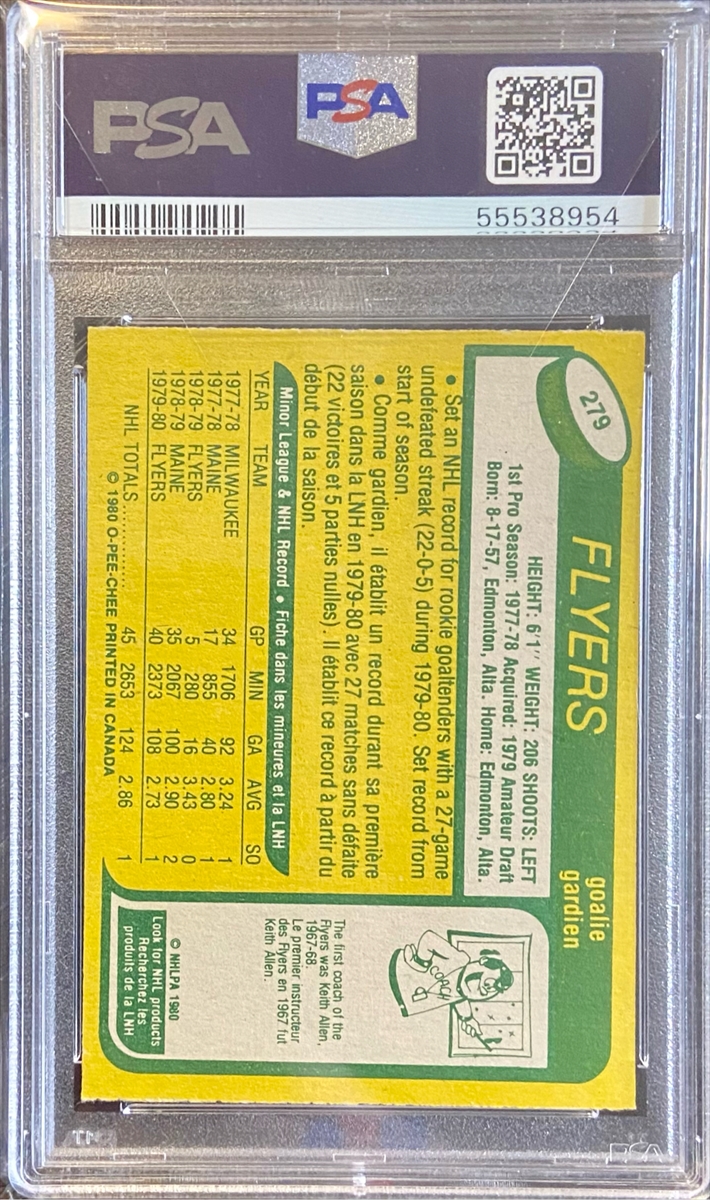 PSA
PSA
55538954
279
FLYERS
goalie
gardien
HEIGHT: 6'1" WEIGHT: 206 SHOOTS: LEFT
1st Pro Season: 1977-78 Acquired: 1979 Amateur Draft
Born: 8-17-57, Edmonton, Alta. Home: Edmonton, Alta.
• Set an NHL record for rookie goaltenders with a 27-game
undefeated streak (22-0-5) during 1979-80. Set record from
start of season.
• Comme gardien, il établit un record durant sa première
saison dans la LNH en 1979-80 avec 27 matches sans défaite
(22 victoires et 5 parties nulles). Il établit ce record à partir du
début de la saison.
Minor League & NHL Record • Fiche dans les mineures et la LNH
YEAR TEAM GP MIN GA AVG SO
1977-78 MILWAUKEE 34 1706 92 3.24 1
1977-78 MAINE 17 855 40 2.80 1
1978-79 FLYERS 5 280 16 3.43 0
1978-79 MAINE 35 2067 100 2.90 2
1979-80 FLYERS 40 2373 108 2.73 1
NHL TOTALS............... 45 2653 124 2.86 1
© 1980 O-PEE-CHEE PRINTED IN CANADA
COACH
The first coach of the
Flyers was Keith Allen,
1967-68.
Le premier instructeur
des Flyers en 1967 fut
Keith Allen.
© NHLPA 1980
Look for NHL products
Recherchez les
produits de la LNH
PSA